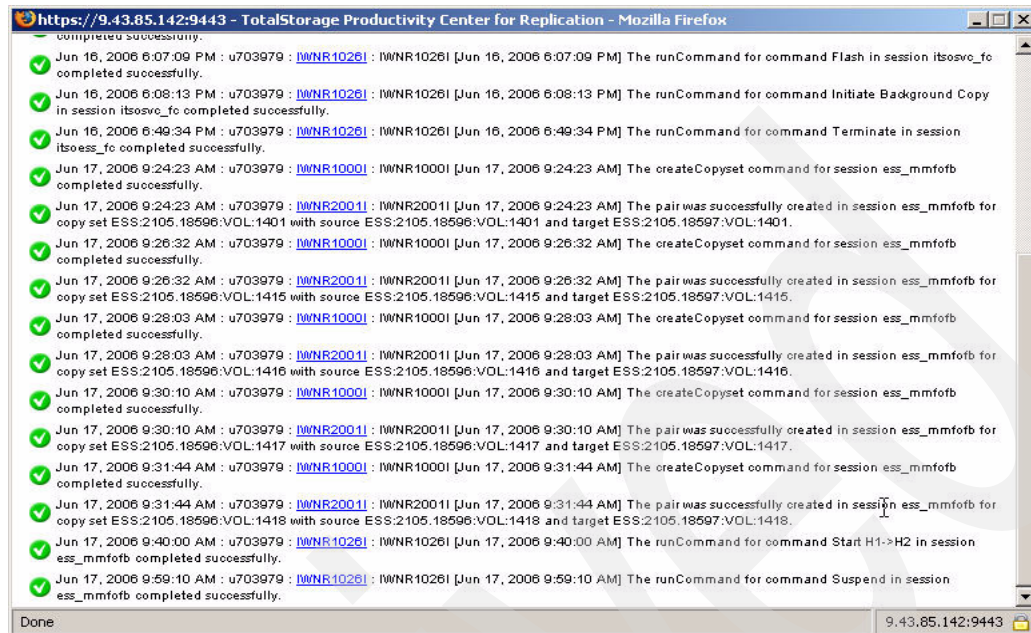 https://9.43.85.142:9443 - TotalStorage Productivity Center for Replication - Mozilla Firefox
completed successfully.
Jun 16, 2006 6:07:09 PM : u703979 : IWNR1026I : IWNR1026I [Jun 16, 2006 6:07:09 PM] The runCommand for command Flash in session itsosvc_fc
completed successfully.
Jun 16, 2006 6:08:13 PM : u703979 : IWNR1026I : IWNR1026I [Jun 16, 2006 6:08:13 PM] The runCommand for command Initiate Background Copy
in session itsosvc_fc completed successfully.
Jun 16, 2006 6:49:34 PM : u703979 : IWNR1026I : IWNR1026I [Jun 16, 2006 6:49:34 PM] The runCommand for command Terminate in session
itsoess_fc completed successfully.
Jun 17, 2006 9:24:23 AM : u703979 : IWNR1000I : IWNR1000I [Jun 17, 2006 9:24:23 AM] The createCopyset command for session ess_mmfofb
completed successfully.
Jun 17, 2006 9:24:23 AM : u703979 : IWNR2001I : IWNR2001I [Jun 17, 2006 9:24:23 AM] The pair was successfully created in session ess_mmfofb for
copy set ESS:2105.18596:VOL:1401 with source ESS:2105.18596:VOL:1401 and target ESS:2105.18597:VOL:1401.
Jun 17, 2006 9:26:32 AM : u703979 : IWNR1000I : IWNR1000I [Jun 17, 2006 9:26:32 AM] The createCopyset command for session ess_mmfofb
completed successfully.
Jun 17, 2006 9:26:32 AM : u703979 : IWNR2001I : IWNR2001I [Jun 17, 2006 9:26:32 AM] The pair was successfully created in session ess_mmfofb for
copy set ESS:2105.18596:VOL:1415 with source ESS:2105.18596:VOL:1415 and target ESS:2105.18597:VOL:1415.
Jun 17, 2006 9:28:03 AM : u703979 : IWNR1000I : IWNR1000I [Jun 17, 2006 9:28:03 AM] The createCopyset command for session ess_mmfofb
completed successfully.
Jun 17, 2006 9:28:03 AM : u703979 : IWNR2001I : IWNR2001I [Jun 17, 2006 9:28:03 AM] The pair was successfully created in session ess_mmfofb for
copy set ESS:2105.18596:VOL:1416 with source ESS:2105.18596:VOL:1416 and target ESS:2105.18597:VOL:1416.
Jun 17, 2006 9:30:10 AM : u703979 : IWNR1000I : IWNR1000I [Jun 17, 2006 9:30:10 AM] The createCopyset command for session ess_mmfofb
completed successfully.
Jun 17, 2006 9:30:10 AM : u703979 : IWNR2001I : IWNR2001I [Jun 17, 2006 9:30:10 AM] The pair was successfully created in session ess_mmfofb for
copy set ESS:2105.18596:VOL:1417 with source ESS:2105.18596:VOL:1417 and target ESS:2105.18597:VOL:1417.
Jun 17, 2006 9:31:44 AM : u703979 : IWNR1000I : IWNR1000I [Jun 17, 2006 9:31:44 AM] The createCopyset command for session ess_mmfofb
completed successfully.
Jun 17, 2006 9:31:44 AM : u703979 : IWNR2001I : IWNR2001I [Jun 17, 2006 9:31:44 AM] The pair was successfully created in session ess_mmfofb for
copy set ESS:2105.18596:VOL:1418 with source ESS:2105.18596:VOL:1418 and target ESS:2105.18597:VOL:1418.
Jun 17, 2006 9:40:00 AM : u703979 : IWNR1026I : IWNR1026I [Jun 17, 2006 9:40:00 AM] The runCommand for command Start H1->H2 in session
ess_mmfofb completed successfully.
Jun 17, 2006 9:59:10 AM : u703979 : IWNR1026I : IWNR1026I [Jun 17, 2006 9:59:10 AM] The runCommand for command Suspend in session
ess_mmfofb completed successfully.
Done 9.43.85.142:9443